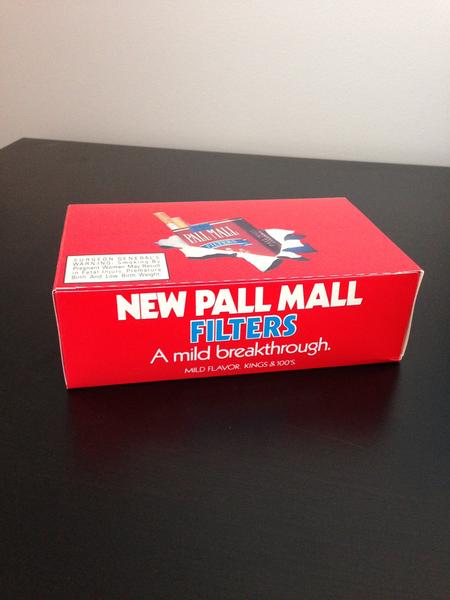 PALL MALL
FILTERS
SURGEON GENERAL'S
WARNING: Smoking By
Pregnant Women May Result
in Fetal Injury, Premature
Birth And Low Birth Weight.
NEW PALL MALL
FILTERS
A mild breakthrough.
MILD FLAVOR. KINGS & 100'S.